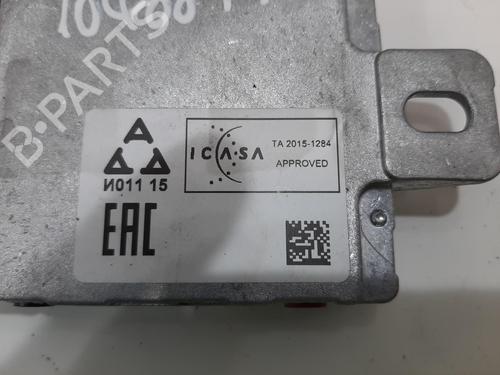 B-PARTS
A
И011 15
ICASA
TA 2015-1284
APPROVED
EAC